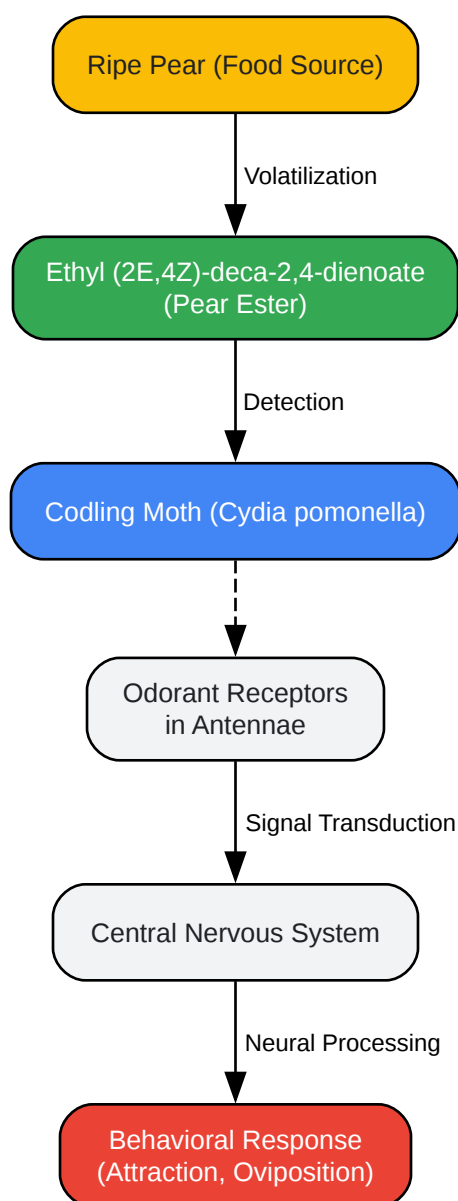 Ripe Pear (Food Source)
Volatilization
Ethyl (2E,4Z)-deca-2,4-dienoate
(Pear Ester)
Detection
Codling Moth (Cydia pomonella)
Odorant Receptors
in Antennae
Signal Transduction
Central Nervous System
Neural Processing
Behavioral Response
(Attraction, Oviposition)